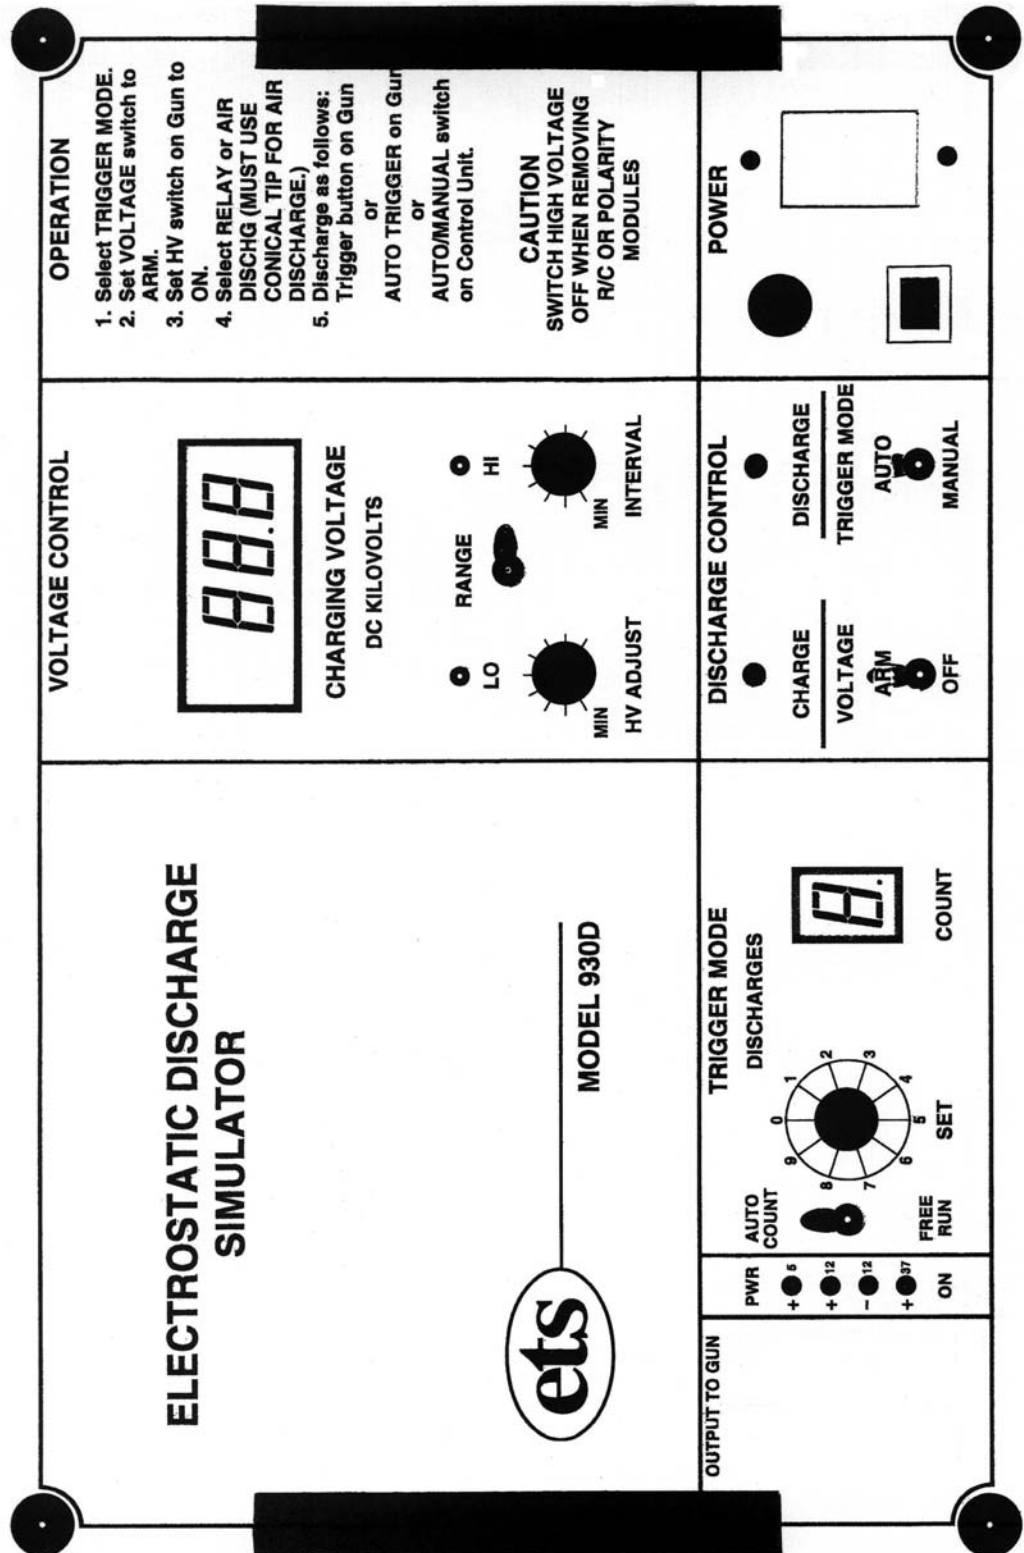 ELECTROSTATIC DISCHARGE
SIMULATOR
ets
MODEL 930D
VOLTAGE CONTROL
88.8
CHARGING VOLTAGE
DC KILOVOLTS
RANGE
LO
HI
MIN
MIN
HV ADJUST
INTERVAL
OPERATION
1. Select TRIGGER MODE.
2. Set VOLTAGE switch to
ARM.
3. Set HV switch on Gun to
ON.
4. Select RELAY or AIR
DISCHG (MUST USE
CONICAL TIP FOR AIR
DISCHARGE.)
5. Discharge as follows:
Trigger button on Gun
or
AUTO TRIGGER on Gun
or
AUTO/MANUAL switch
on Control Unit.
CAUTION
SWITCH HIGH VOLTAGE
OFF WHEN REMOVING
R/C OR POLARITY
MODULES
OUTPUT TO GUN
PWR
+ 5
+ 12
− 12
+ 37
ON
TRIGGER MODE
DISCHARGES
AUTO
COUNT
FREE
RUN
0
1
2
3
4
5
6
7
8
9
SET
8.
COUNT
DISCHARGE CONTROL
CHARGE
DISCHARGE
VOLTAGE
TRIGGER MODE
ARM
AUTO
OFF
MANUAL
POWER